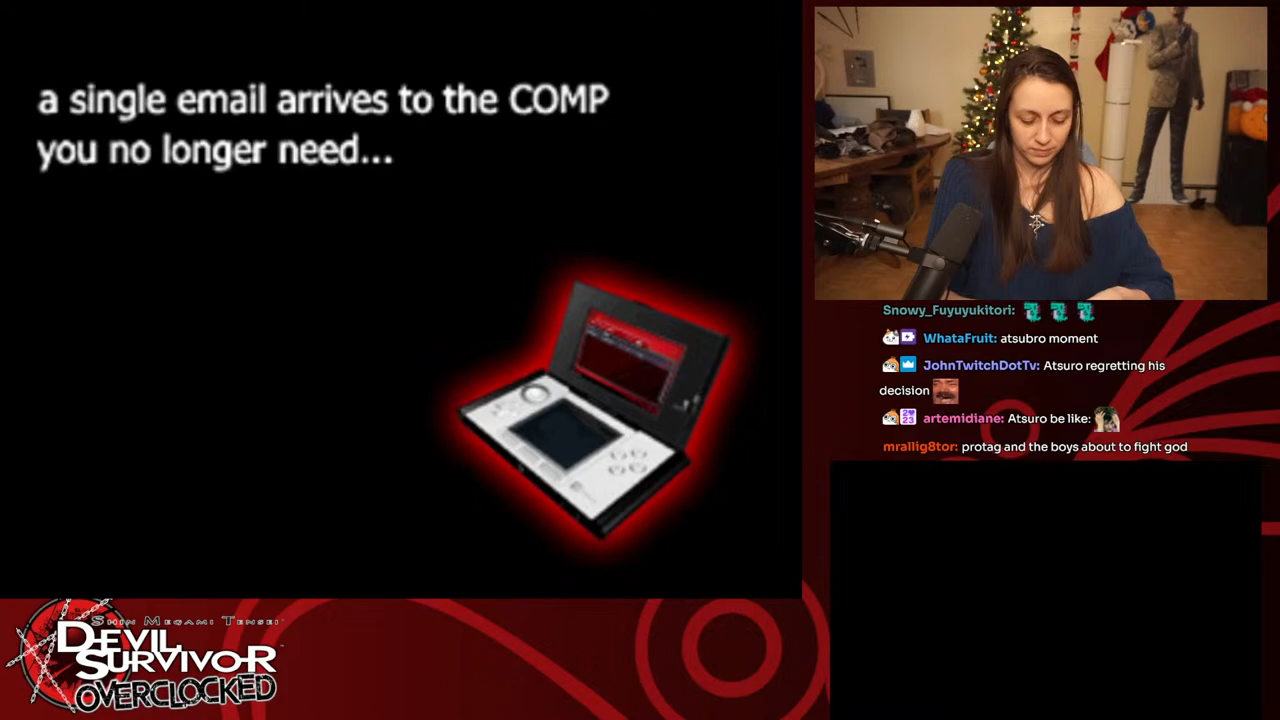 a single email arrives to the COMP
you no longer need...
Snowy_Fuyuyukitori:
WhataFruit: atsubro moment
JohnTwitchDotTv: Atsuro regretting his
decision
artemidiane: Atsuro be like:
mrallig8tor: protag and the boys about to fight god
SHIN MEGAMI TENSEI
DEVIL
SURVIVOR
OVERCLOCKED